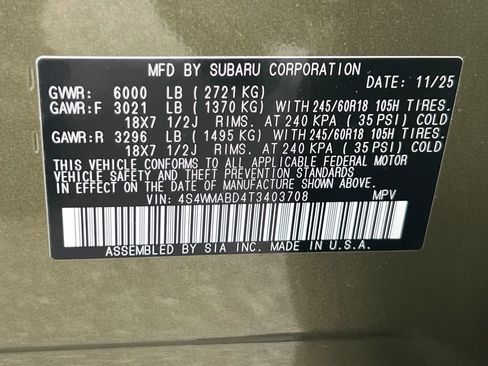 MFD BY SUBARU CORPORATION
DATE: 11/25
GVWR: 6000 LB ( 2721 KG)
GAWR:F 3021 LB ( 1370 KG) WITH 245/60R18 105H TIRES.
18X7 1/2J RIMS. AT 240 KPA ( 35 PSI) COLD
GAWR:R 3296 LB ( 1495 KG) WITH 245/60R18 105H TIRES.
18X7 1/2J RIMS. AT 240 KPA ( 35 PSI) COLD
THIS VEHICLE CONFORMS TO ALL APPLICABLE FEDERAL MOTOR
VEHICLE SAFETY AND THEFT PREVENTION STANDARDS
IN EFFECT ON THE DATE OF MANUFACTURE SHOWN ABOVE.
VIN: 4S4WMABD4T3403708 MPV
ASSEMBLED BY SIA INC. MADE IN U.S.A.